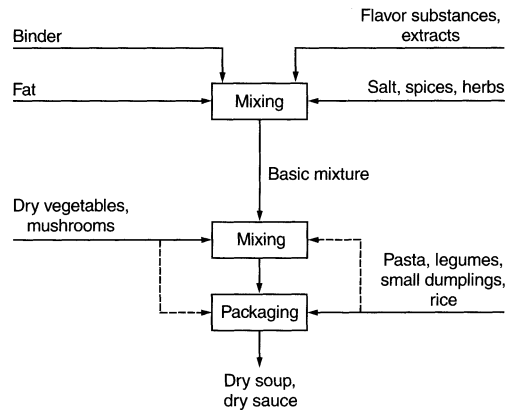 Flavor substances,
extracts
Binder
Fat
Mixing
Salt, spices, herbs
Basic mixture
Dry vegetables,
mushrooms
Mixing
Pasta, legumes,
small dumplings,
rice
Packaging
Dry soup,
dry sauce